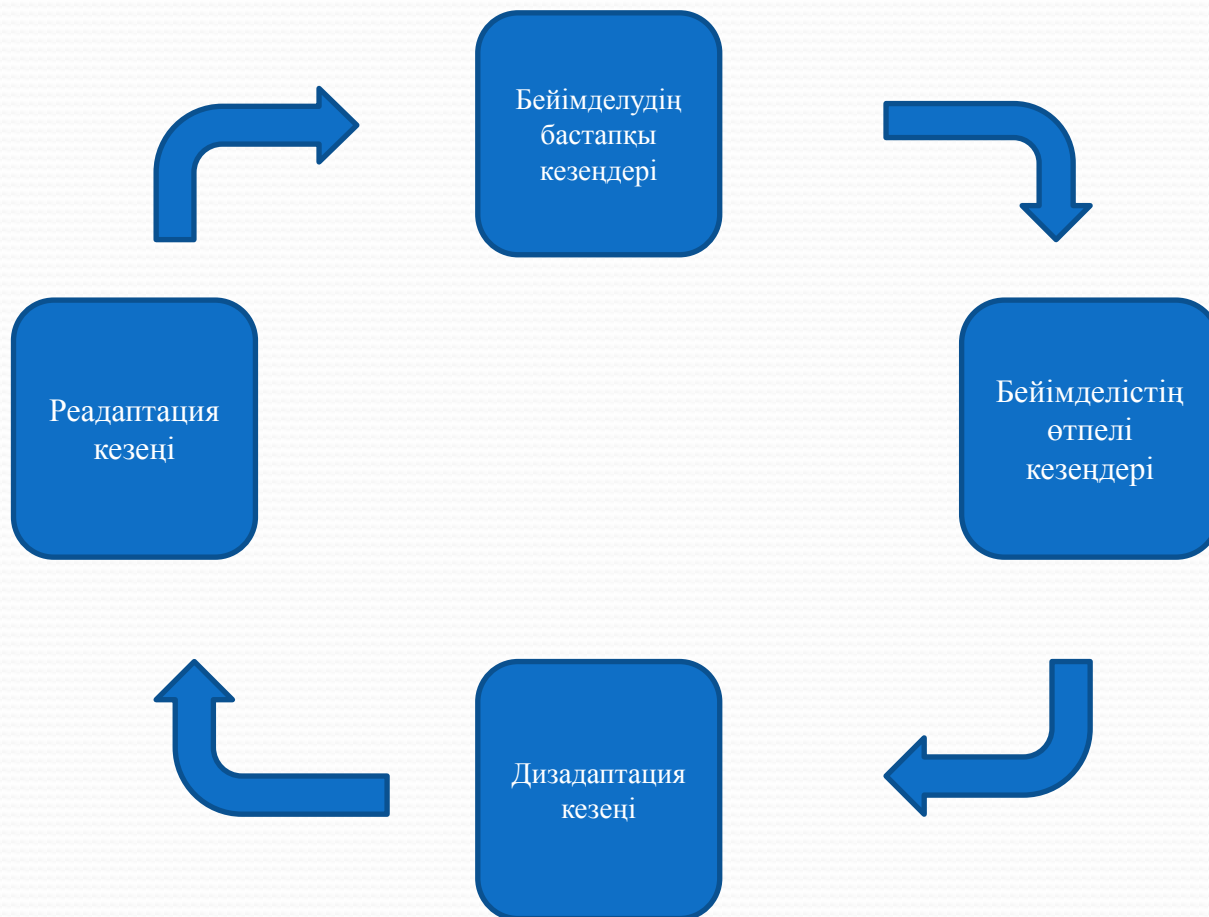 Бейімделудің
бастапқы
кезеңдері
Реадаптация
кезеңі
Бейімделістің
өтпелі
кезеңдері
Дизадаптация
кезеңі